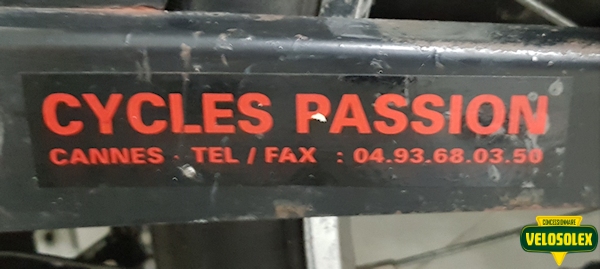 CYCLES PASSION
CANNES - TEL / FAX : 04.93.68.03.50
CONCESSIONNAIRE
VELOSOLEX